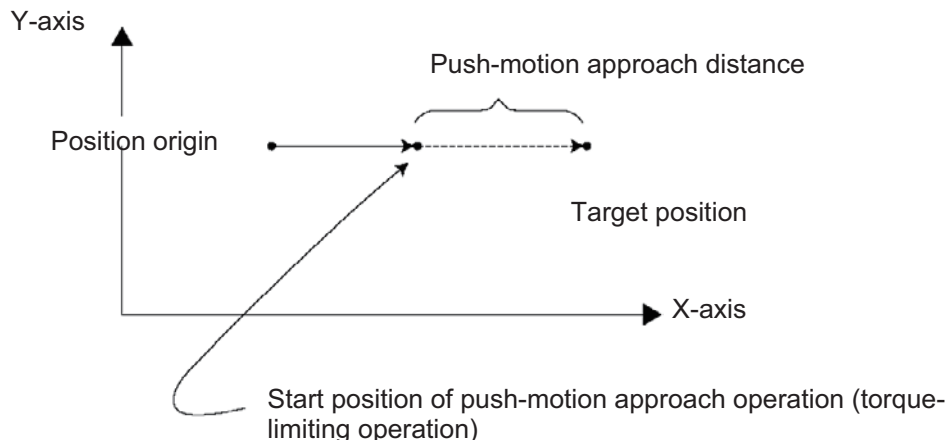 Y-axis
Push-motion approach distance
Position origin
Target position
X-axis
Start position of push-motion approach operation (torque-
limiting operation)